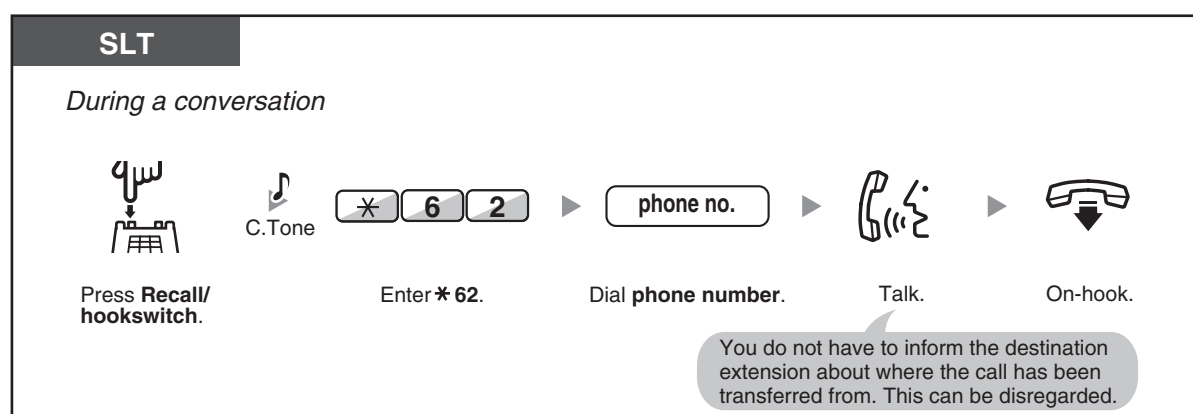 SLT
During a conversation
C.Tone
* 6 2
phone no.
Press Recall/
hookswitch.
Enter * 62.
Dial phone number.
Talk.
On-hook.
You do not have to inform the destination
extension about where the call has been
transferred from. This can be disregarded.